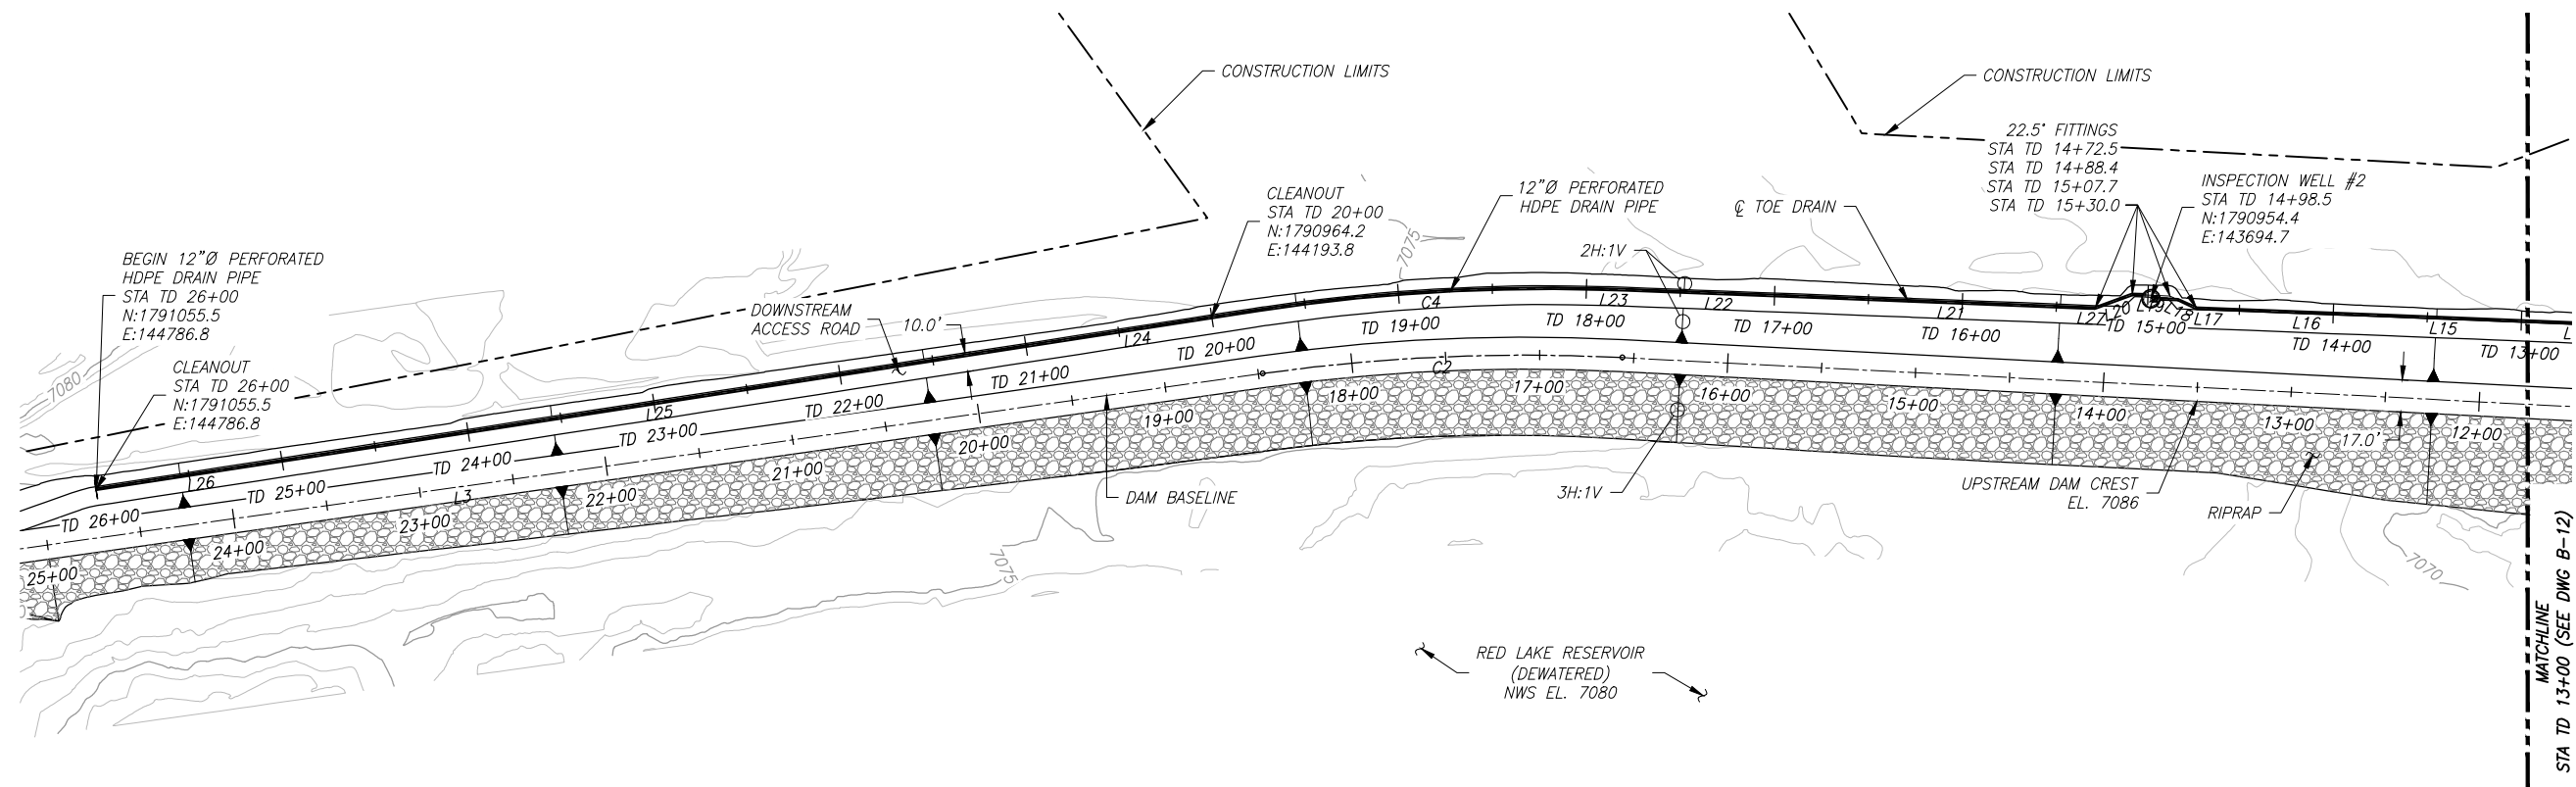 CONSTRUCTION LIMITS
CONSTRUCTION LIMITS
22.5° FITTINGS
STA TD 14+72.5
STA TD 14+88.4
STA TD 15+07.7
STA TD 15+30.0
INSPECTION WELL #2
STA TD 14+98.5
N:1790954.4
E:143694.7
CLEANOUT
STA TD 20+00
N:1790964.2
E:144193.8
12"Ø PERFORATED
HDPE DRAIN PIPE
℄ TOE DRAIN
2H:1V
7075
BEGIN 12"Ø PERFORATED
HDPE DRAIN PIPE
STA TD 26+00
N:1791055.5
E:144786.8
CLEANOUT
STA TD 26+00
N:1791055.5
E:144786.8
7080
DOWNSTREAM
ACCESS ROAD
10.0'
L26
L25
L24
C4
L23
L22
L21
L27
L20
L19
L18
L17
L16
L15
L
TD 26+00
TD 25+00
TD 24+00
TD 23+00
TD 22+00
TD 21+00
TD 20+00
TD 19+00
TD 18+00
TD 17+00
TD 16+00
TD 15+00
TD 14+00
TD 13+00
L3
C2
25+00
24+00
23+00
22+00
21+00
20+00
19+00
18+00
17+00
16+00
15+00
14+00
13+00
12+00
17.0'
DAM BASELINE
3H:1V
UPSTREAM DAM CREST
EL. 7086
RIPRAP
7075
7070
RED LAKE RESERVOIR
(DEWATERED)
NWS EL. 7080
MATCHLINE
STA TD 13+00 (SEE DWG B-12)